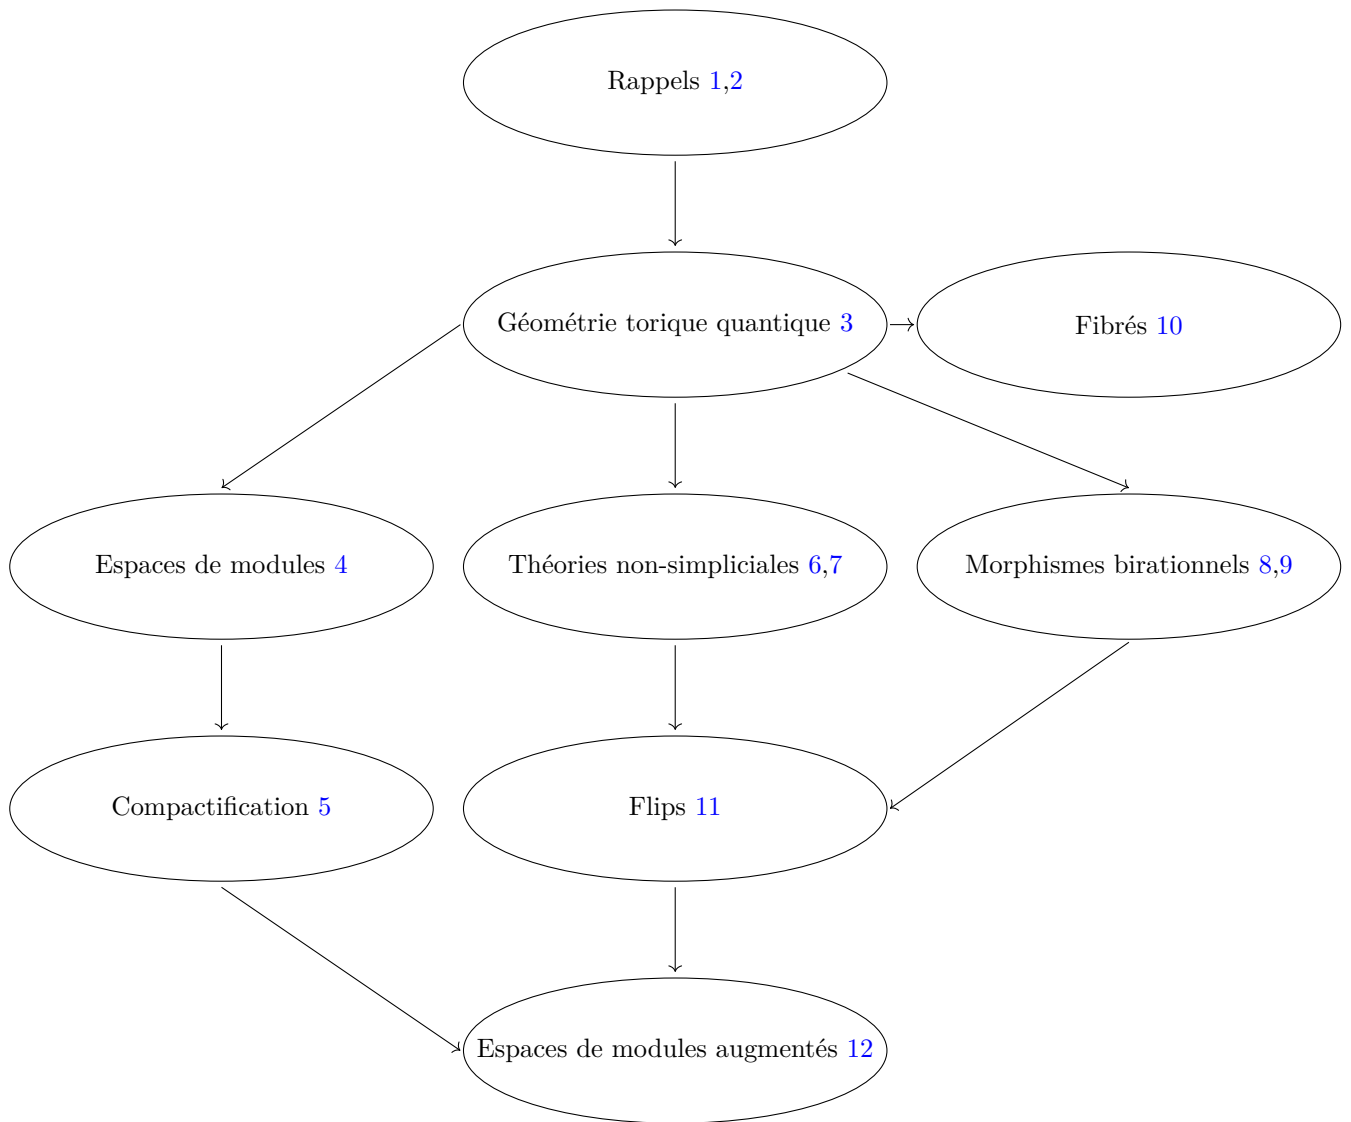 Rappels 1,2
Géométrie torique quantique 3
Fibrés 10
Espaces de modules 4
Théories non-simpliciales 6,7
Morphismes birationnels 8,9
Compactification 5
Flips 11
Espaces de modules augmentés 12